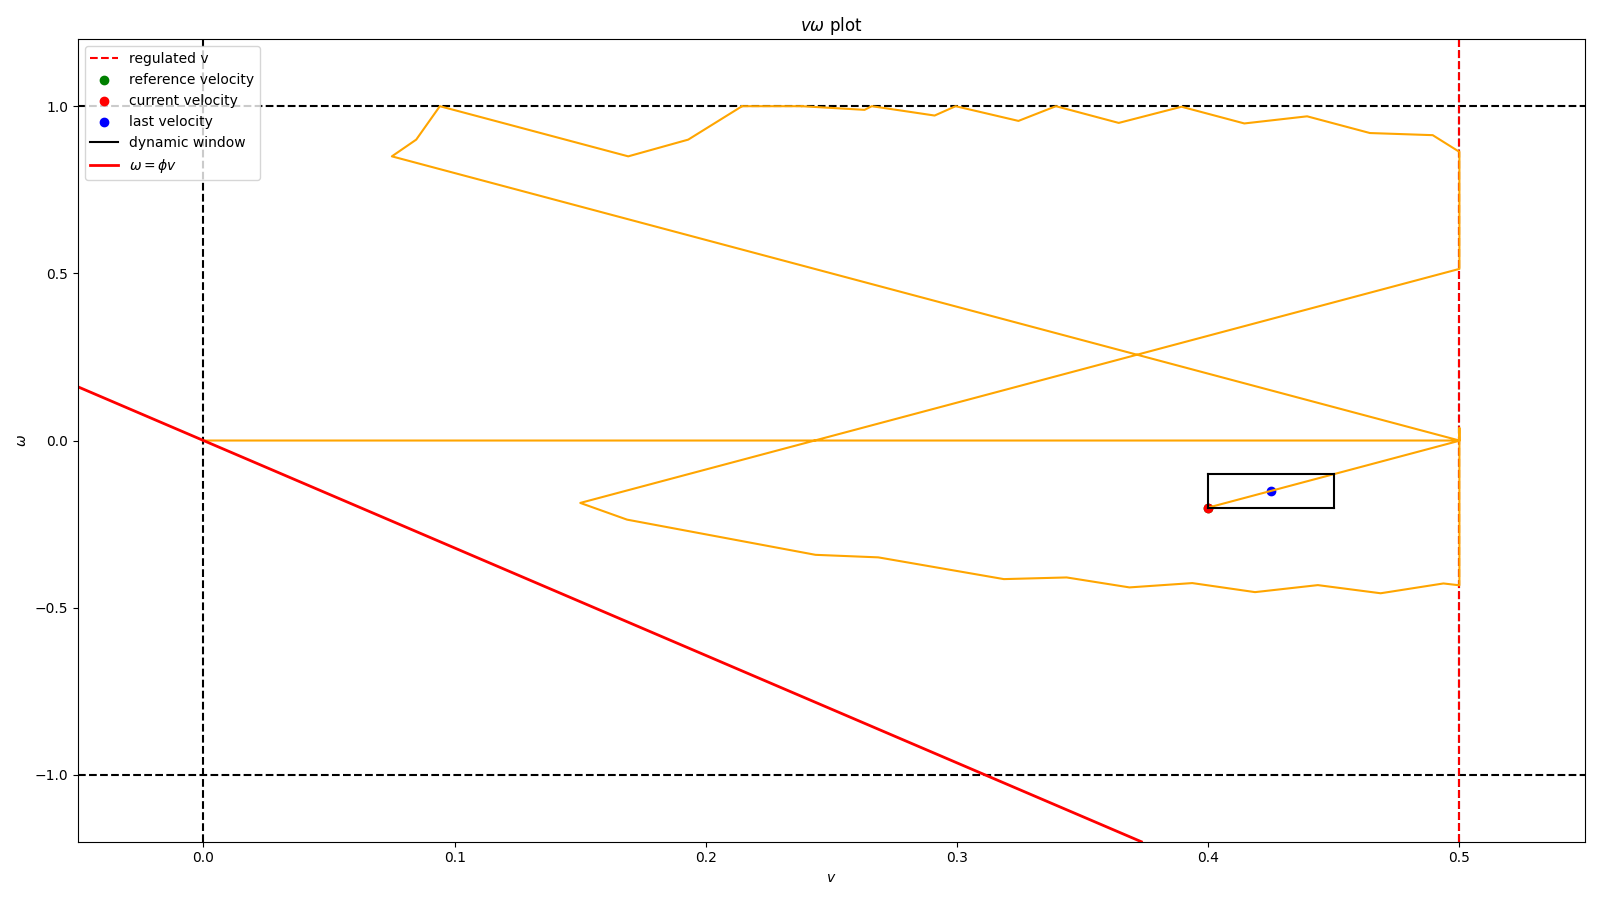 vω plot
regulated v
reference velocity
current velocity
last velocity
dynamic window
ω = ϕv
1.0
0.5
0.0
−0.5
−1.0
ω
0.0 0.1 0.2 0.3 0.4 0.5
v